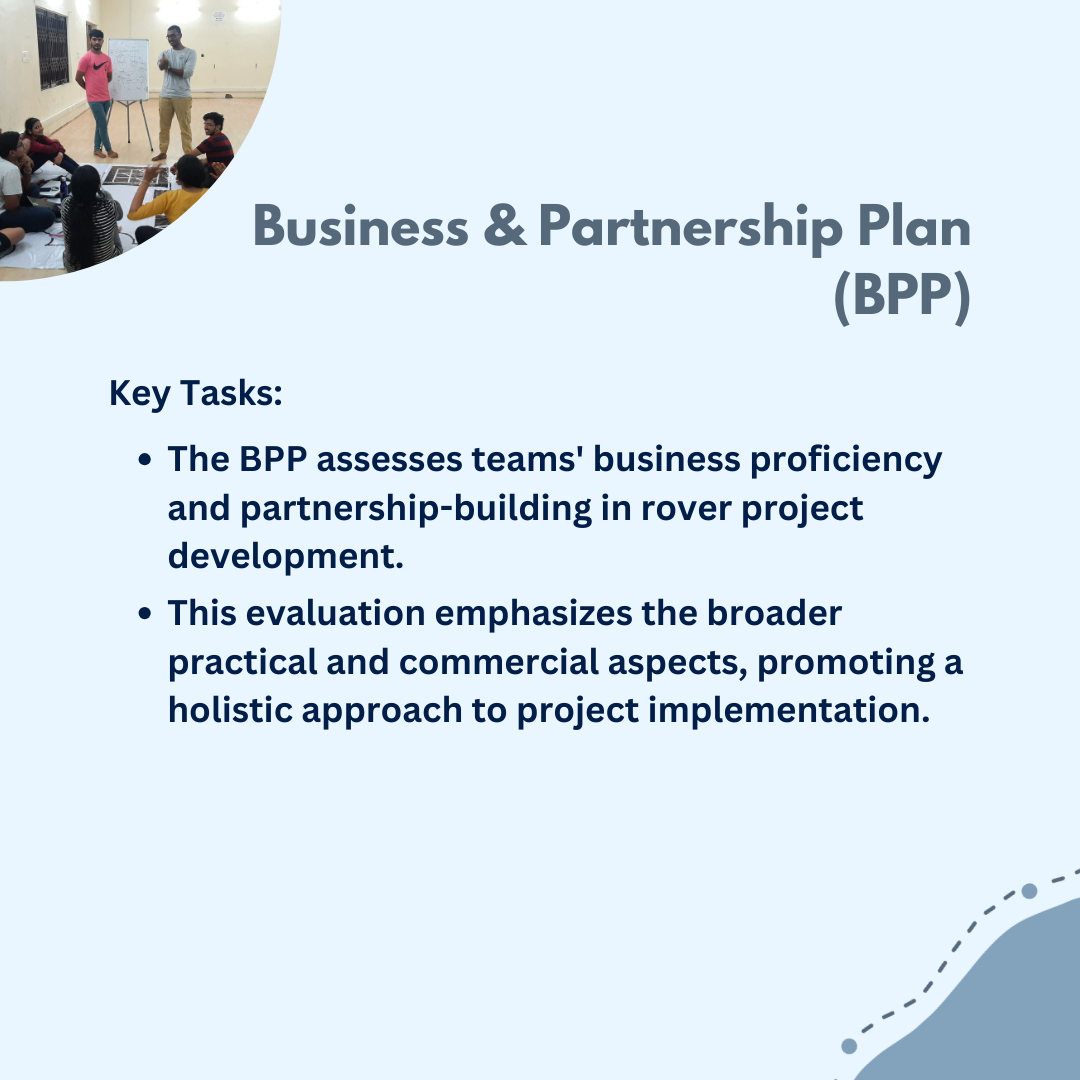 Business & Partnership Plan
(BPP)
Key Tasks:
• The BPP assesses teams' business proficiency
and partnership-building in rover project
development.
• This evaluation emphasizes the broader
practical and commercial aspects, promoting a
holistic approach to project implementation.